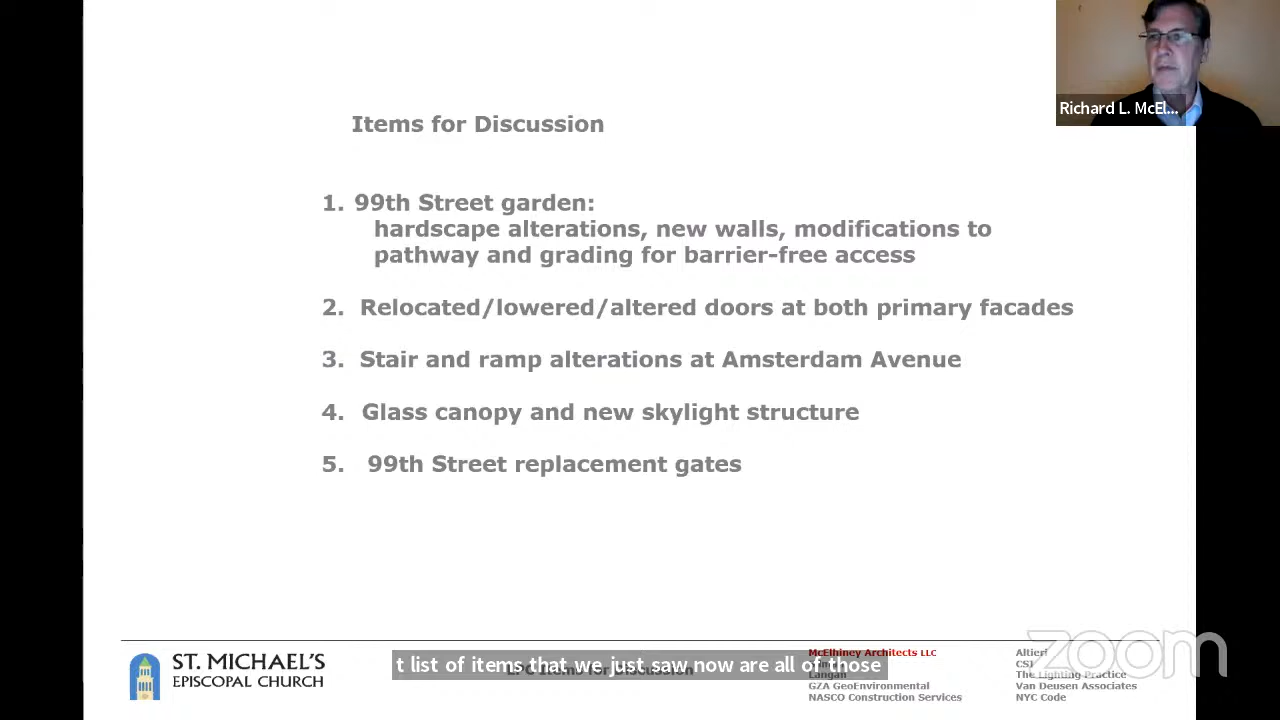 Richard L. McEl...
Items for Discussion
1. 99th Street garden:
hardscape alterations, new walls, modifications to
pathway and grading for barrier-free access
2. Relocated/lowered/altered doors at both primary facades
3. Stair and ramp alterations at Amsterdam Avenue
4. Glass canopy and new skylight structure
5. 99th Street replacement gates
ST. MICHAEL'S
EPISCOPAL CHURCH
t list of items that we just saw now are all of those
Items for Discussion
McElhiney Architects LLC
Langan
GZA GeoEnvironmental
NASCO Construction Services
Altieri
The Lighting Practice
Van Deusen Associates
NYC Code
zoom